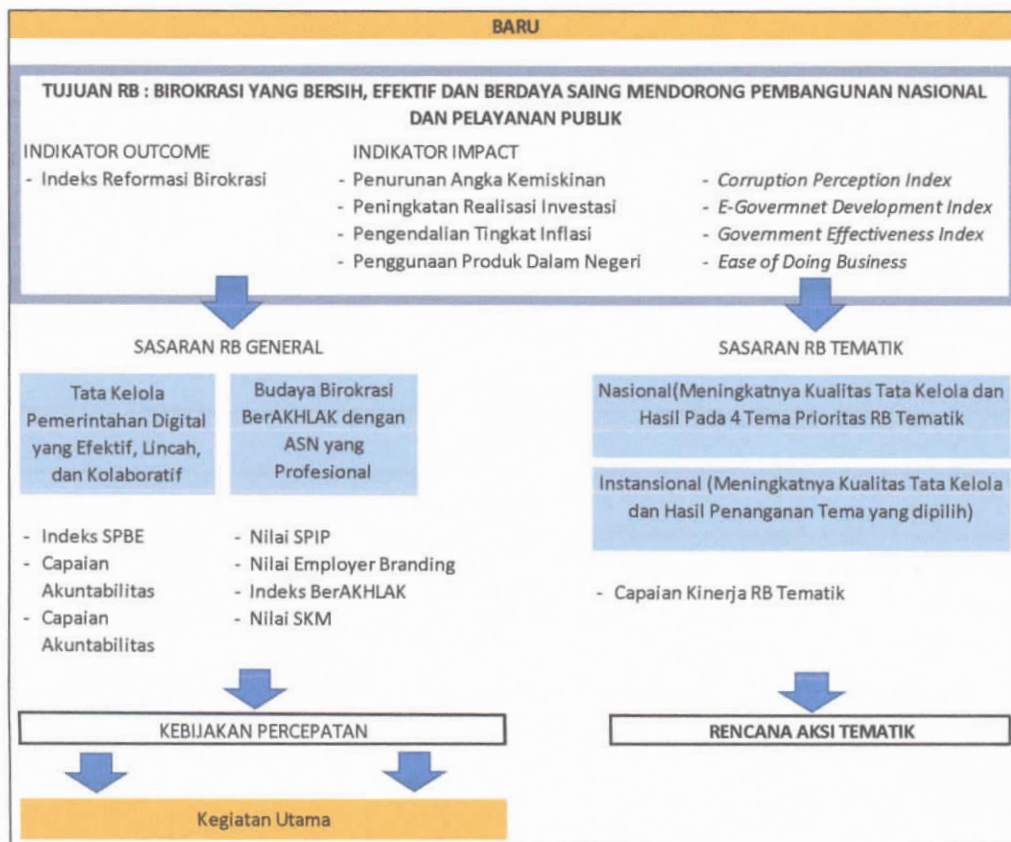 BARU
TUJUAN RB : BIROKRASI YANG BERSIH, EFEKTIF DAN BERDAYA SAING MENDORONG PEMBANGUNAN NASIONAL
DAN PELAYANAN PUBLIK
INDIKATOR OUTCOME
- Indeks Reformasi Birokrasi
INDIKATOR IMPACT
- Penurunan Angka Kemiskinan
- Peningkatan Realisasi Investasi
- Pengendalian Tingkat Inflasi
- Penggunaan Produk Dalam Negeri
- Corruption Perception Index
- E-Govermnet Development Index
- Government Effectiveness Index
- Ease of Doing Business
SASARAN RB GENERAL
Tata Kelola
Pemerintahan Digital
yang Efektif, Lincah,
dan Kolaboratif
Budaya Birokrasi
BerAKHLAK dengan
ASN yang
Profesional
- Indeks SPBE
- Capaian
Akuntabilitas
- Capaian
Akuntabilitas
- Nilai SPIP
- Nilai Employer Branding
- Indeks BerAKHLAK
- Nilai SKM
KEBIJAKAN PERCEPATAN
Kegiatan Utama
SASARAN RB TEMATIK
Nasional(Meningkatnya Kualitas Tata Kelola dan
Hasil Pada 4 Tema Prioritas RB Tematik
Instansional (Meningkatnya Kualitas Tata Kelola
dan Hasil Penanganan Tema yang dipilih)
- Capaian Kinerja RB Tematik
RENCANA AKSI TEMATIK